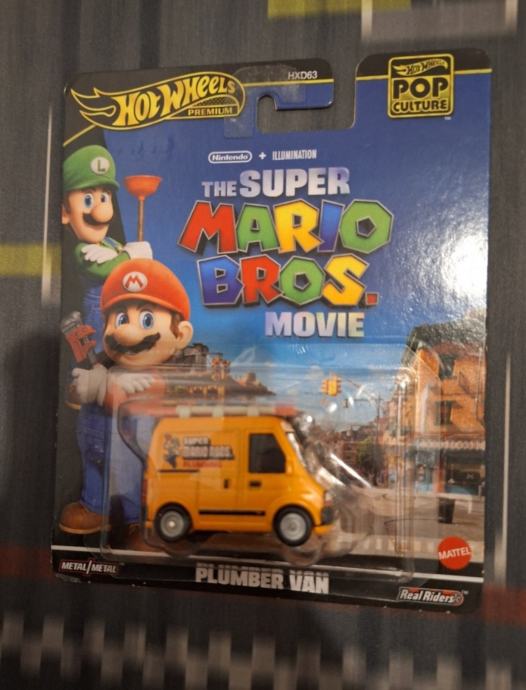 HOT WHEELS
PREMIUM
HXD63
Hot Wheels
POP
CULTURE
Nintendo + ILLUMINATION
THE SUPER
MARIO
BROS.
MOVIE
L
M
SUPER
MARIO BROS.
PLUMBING
MATTEL
METAL/METAL
PLUMBER VAN
Real Riders